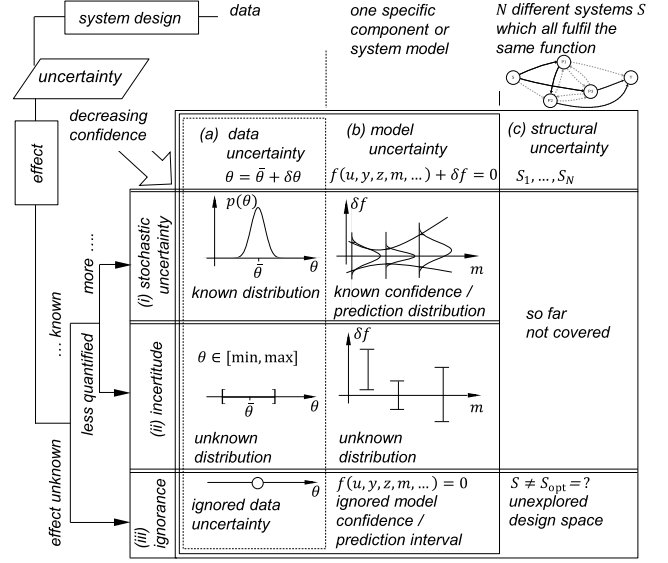 system design
data
one specific
component or
system model
N different systems S
which all fulfil the
same function
uncertainty
effect
decreasing
confidence
(a) data
uncertainty
θ = θ̄ + δθ
(b) model
uncertainty
f(u, y, z, m, ...) + δf = 0
(c) structural
uncertainty
S₁, ..., S_N
more ....
... known
less quantified
effect unknown
(i) stochastic
uncertainty
p(θ)
θ̄
θ
known distribution
δf
m
known confidence /
prediction distribution
so far
not covered
(ii) incertitude
θ ∈ [min, max]
θ̄
θ
unknown
distribution
δf
m
unknown
distribution
(iii)
ignorance
θ
ignored data
uncertainty
f(u, y, z, m, ...) = 0
ignored model
confidence /
prediction interval
S ≠ S_opt = ?
unexplored
design space